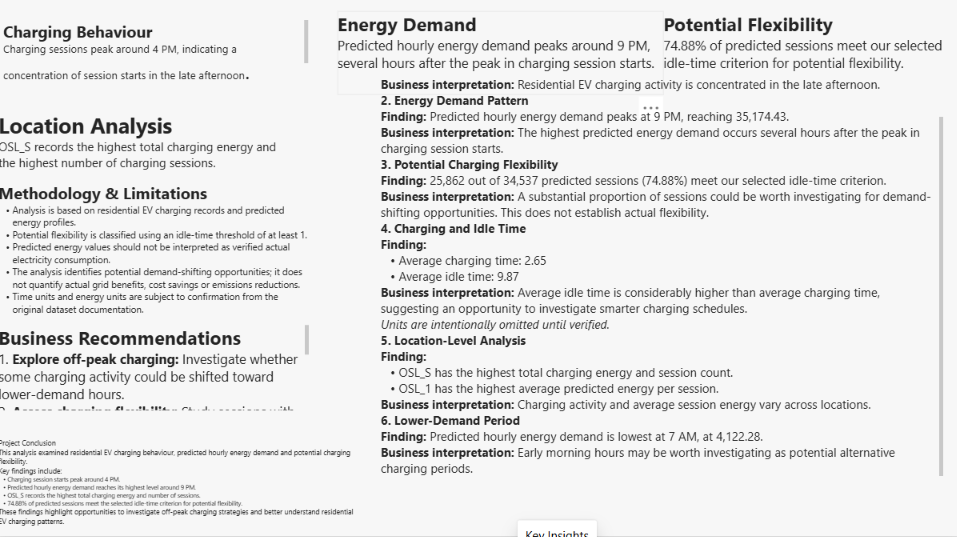 Charging Behaviour
Charging sessions peak around 4 PM, indicating a
concentration of session starts in the late afternoon.
Location Analysis
OSL_S records the highest total charging energy and
the highest number of charging sessions.
Methodology & Limitations
• Analysis is based on residential EV charging records and predicted
energy profiles.
• Potential flexibility is classified using an idle-time threshold of at least 1.
• Predicted energy values should not be interpreted as verified actual
electricity consumption.
• The analysis identifies potential demand-shifting opportunities; it does
not quantify actual grid benefits, cost savings or emissions reductions.
• Time units and energy units are subject to confirmation from the
original dataset documentation.
Business Recommendations
1. Explore off-peak charging: Investigate whether
some charging activity could be shifted toward
lower-demand hours.
Project Conclusion
This analysis examined residential EV charging behaviour, predicted hourly energy demand and potential charging
flexibility.
Key findings include:
• Charging session starts peak around 4 PM.
• Predicted hourly energy demand reaches its highest level around 9 PM.
• OSL_S records the highest total charging energy and number of sessions.
• 74.88% of predicted sessions meet the selected idle-time criterion for potential flexibility.
These findings highlight opportunities to investigate off-peak charging strategies and better understand residential
EV charging patterns.
Energy Demand
Predicted hourly energy demand peaks around 9 PM,
several hours after the peak in charging session starts.
Potential Flexibility
74.88% of predicted sessions meet our selected
idle-time criterion for potential flexibility.
Business interpretation: Residential EV charging activity is concentrated in the late afternoon.
2. Energy Demand Pattern
Finding: Predicted hourly energy demand peaks at 9 PM, reaching 35,174.43.
Business interpretation: The highest predicted energy demand occurs several hours after the peak in
charging session starts.
3. Potential Charging Flexibility
Finding: 25,862 out of 34,537 predicted sessions (74.88%) meet our selected idle-time criterion.
Business interpretation: A substantial proportion of sessions could be worth investigating for demand-
shifting opportunities. This does not establish actual flexibility.
4. Charging and Idle Time
Finding:
• Average charging time: 2.65
• Average idle time: 9.87
Business interpretation: Average idle time is considerably higher than average charging time,
suggesting an opportunity to investigate smarter charging schedules.
Units are intentionally omitted until verified.
5. Location-Level Analysis
Finding:
• OSL_S has the highest total charging energy and session count.
• OSL_1 has the highest average predicted energy per session.
Business interpretation: Charging activity and average session energy vary across locations.
6. Lower-Demand Period
Finding: Predicted hourly energy demand is lowest at 7 AM, at 4,122.28.
Business interpretation: Early morning hours may be worth investigating as potential alternative
charging periods.
Key Insights